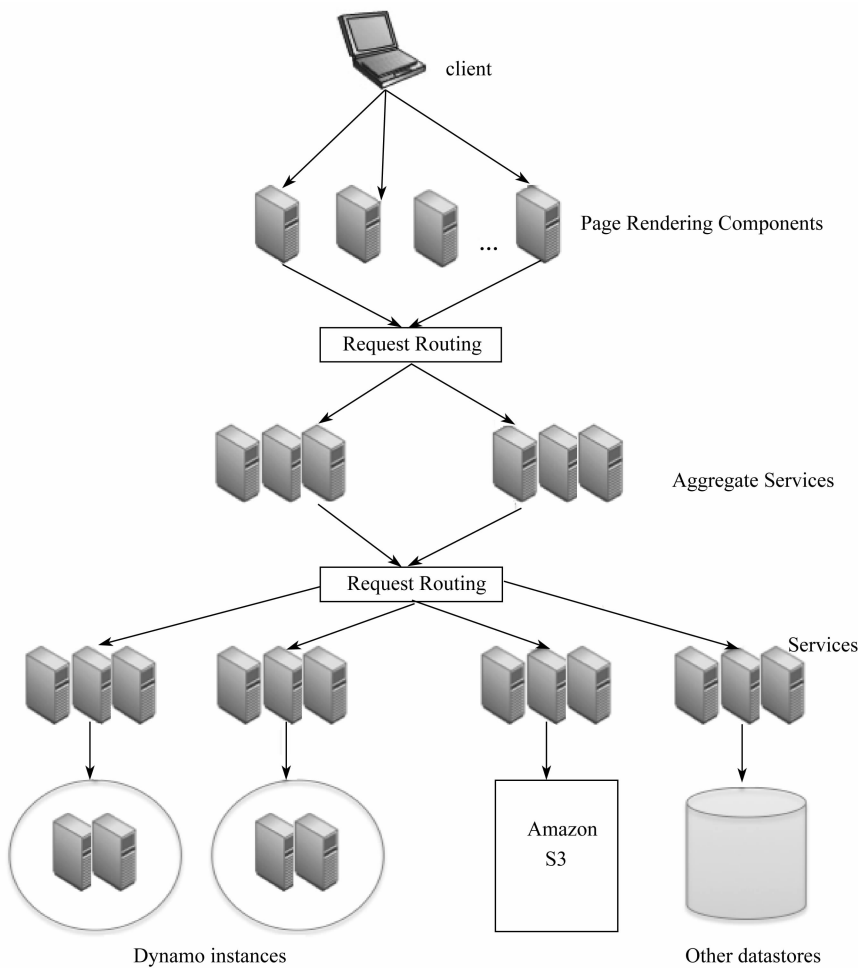 client
Page Rendering Components
...
Request Routing
Aggregate Services
Request Routing
Services
Amazon
S3
Dynamo instances
Other datastores